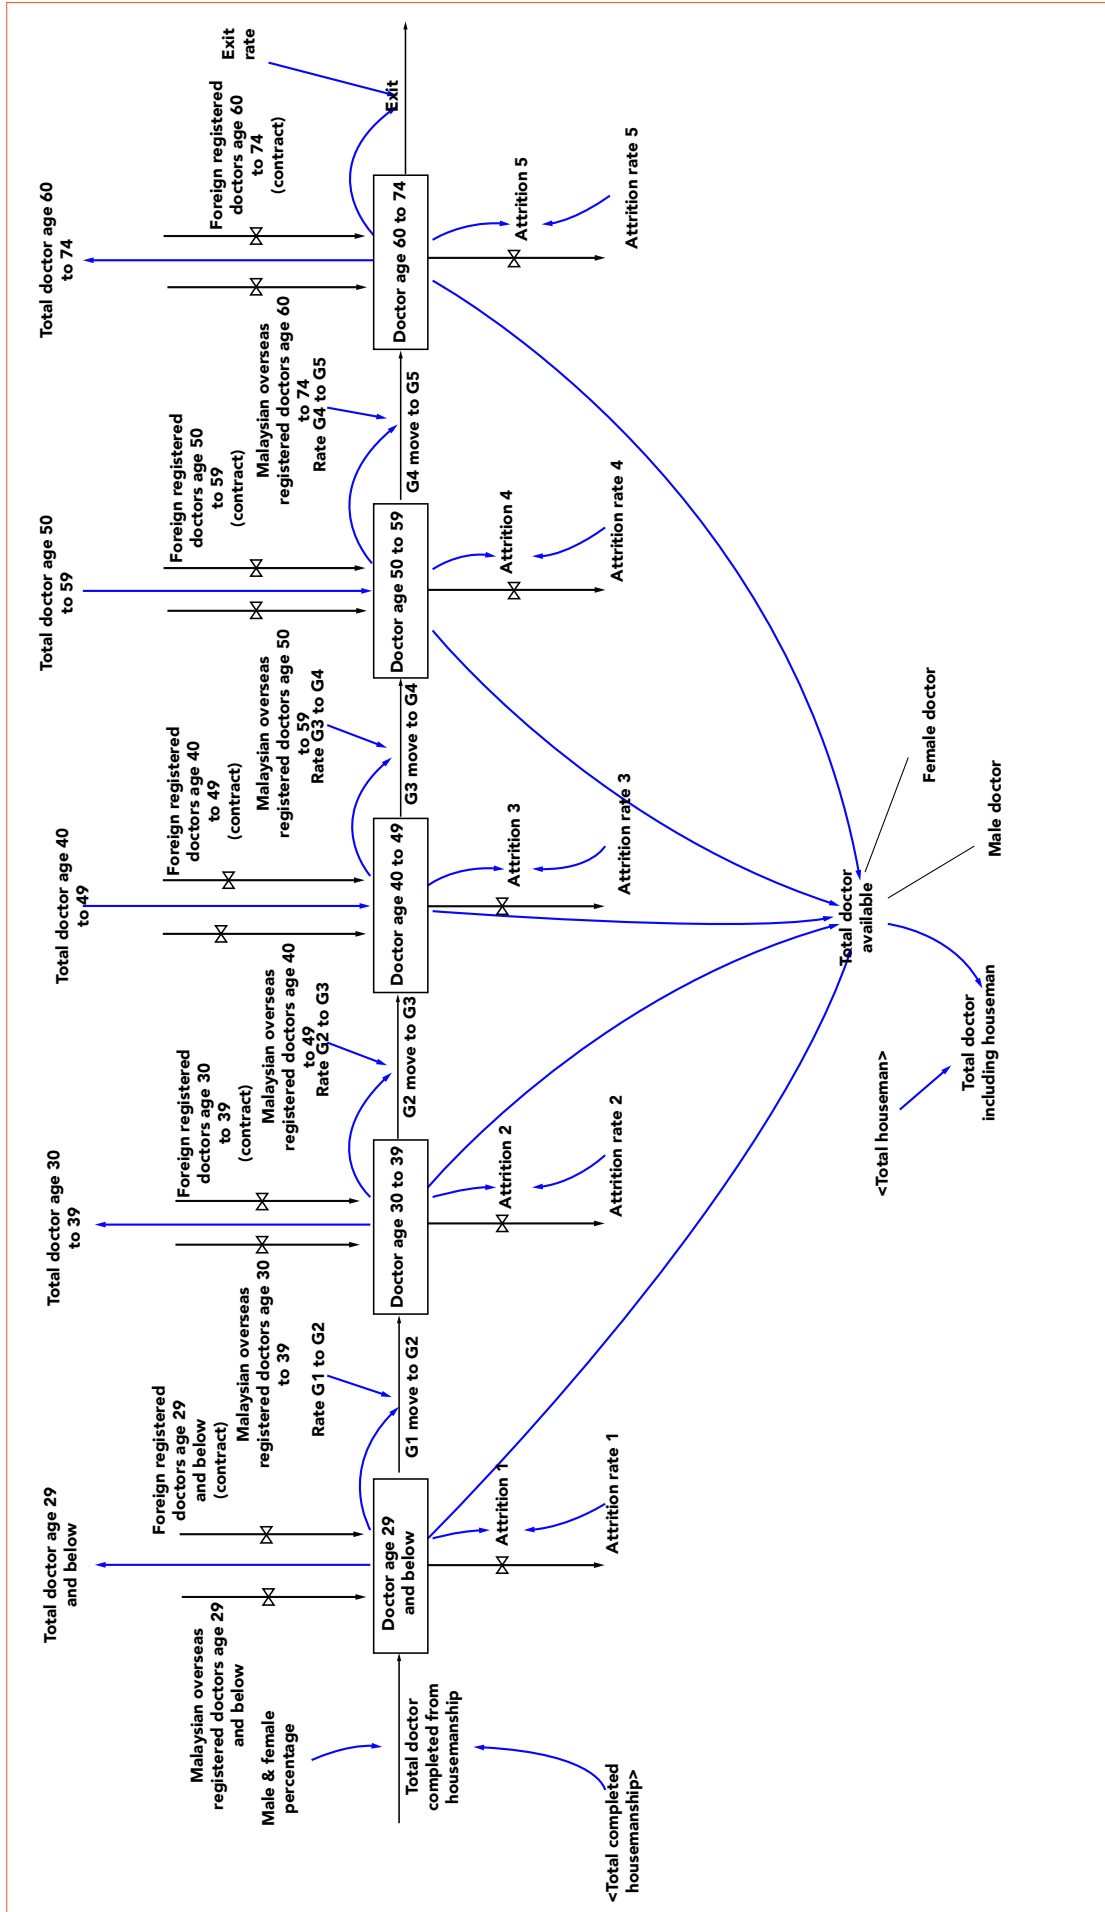 Total doctor age 29
and below
Total doctor age 30
to 39
Total doctor age 40
to 49
Total doctor age 50
to 59
Total doctor age 60
to 74
Malaysian overseas
registered doctors age 29
and below
Foreign registered
doctors age 29
and below
(contract)
Malaysian overseas
registered doctors age 30
to 39
Foreign registered
doctors age 30
to 39
(contract)
Malaysian overseas
registered doctors age 40
to 49
Foreign registered
doctors age 40
to 49
(contract)
Malaysian overseas
registered doctors age 50
to 59
Foreign registered
doctors age 50
to 59
(contract)
Malaysian overseas
registered doctors age 60
to 74
Foreign registered
doctors age 60
to 74
(contract)
Exit
rate
Male & female
percentage
Rate G1 to G2
Rate G2 to G3
Rate G3 to G4
Rate G4 to G5
Total doctor
completed from
housemanship
Doctor age 29
and below
G1 move to G2
Doctor age 30 to 39
G2 move to G3
Doctor age 40 to 49
G3 move to G4
Doctor age 50 to 59
G4 move to G5
Doctor age 60 to 74
Exit
Attrition 1
Attrition 2
Attrition 3
Attrition 4
Attrition 5
<Total completed
housemanship>
Attrition rate 1
Attrition rate 2
Attrition rate 3
Attrition rate 4
Attrition rate 5
Total doctor
available
Female doctor
Male doctor
<Total houseman>
Total doctor
including houseman